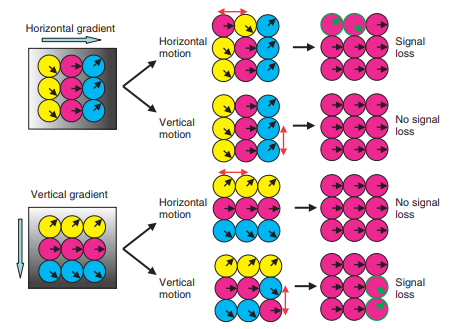 Horizontal gradient
Horizontal
motion
Signal
loss
Vertical
motion
No signal
loss
Vertical gradient
Horizontal
motion
No signal
loss
Vertical
motion
Signal
loss